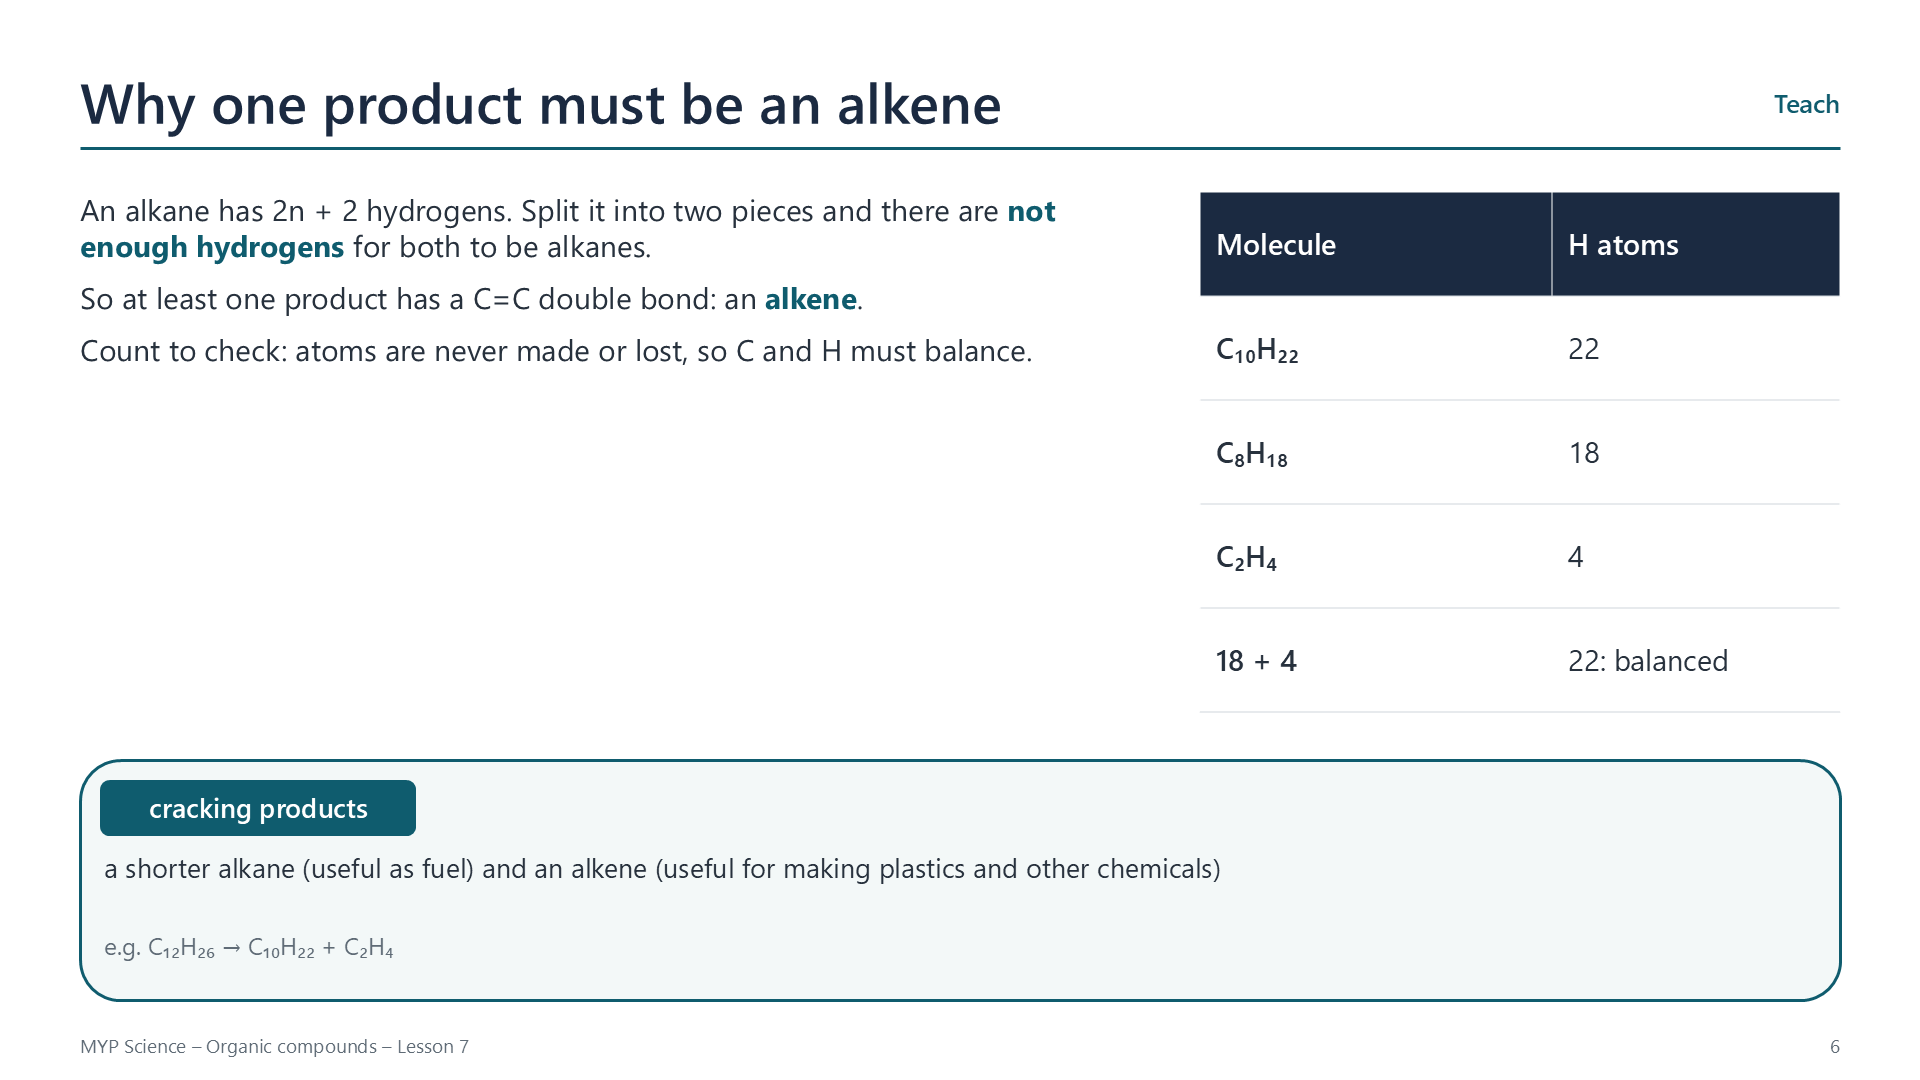 Why one product must be an alkene
Teach
An alkane has 2n + 2 hydrogens. Split it into two pieces and there are not
enough hydrogens for both to be alkanes.
So at least one product has a C=C double bond: an alkene.
Count to check: atoms are never made or lost, so C and H must balance.
Molecule H atoms
C₁₀H₂₂ 22
C₈H₁₈ 18
C₂H₄ 4
18 + 4 22: balanced
cracking products
a shorter alkane (useful as fuel) and an alkene (useful for making plastics and other chemicals)
e.g. C₁₂H₂₆ → C₁₀H₂₂ + C₂H₄
MYP Science – Organic compounds – Lesson 7
6